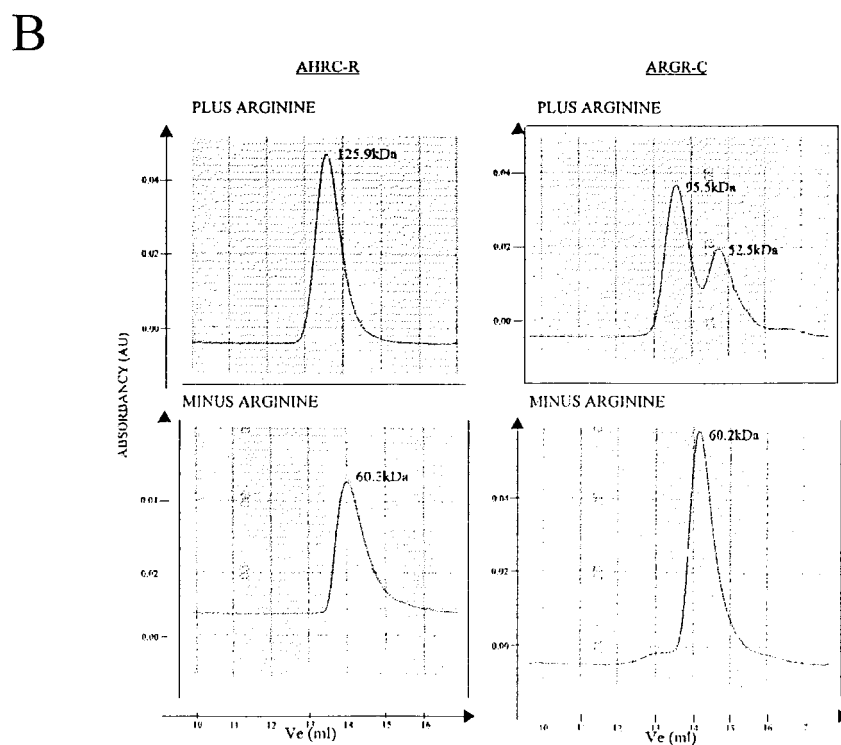 B
AHRC-R
ARGR-C
PLUS ARGININE
PLUS ARGININE
125.9kDa
95.5kDa
52.5kDa
0.04
0.02
0.00
0.04
0.02
0.00
MINUS ARGININE
MINUS ARGININE
60.3kDa
60.2kDa
0.02
0.00
0.04
0.02
0.00
ABSORBANCY (AU)
10 11 12 13 14 15 16
Ve (ml)
10 11 12 13 14 15 16
Ve (ml)